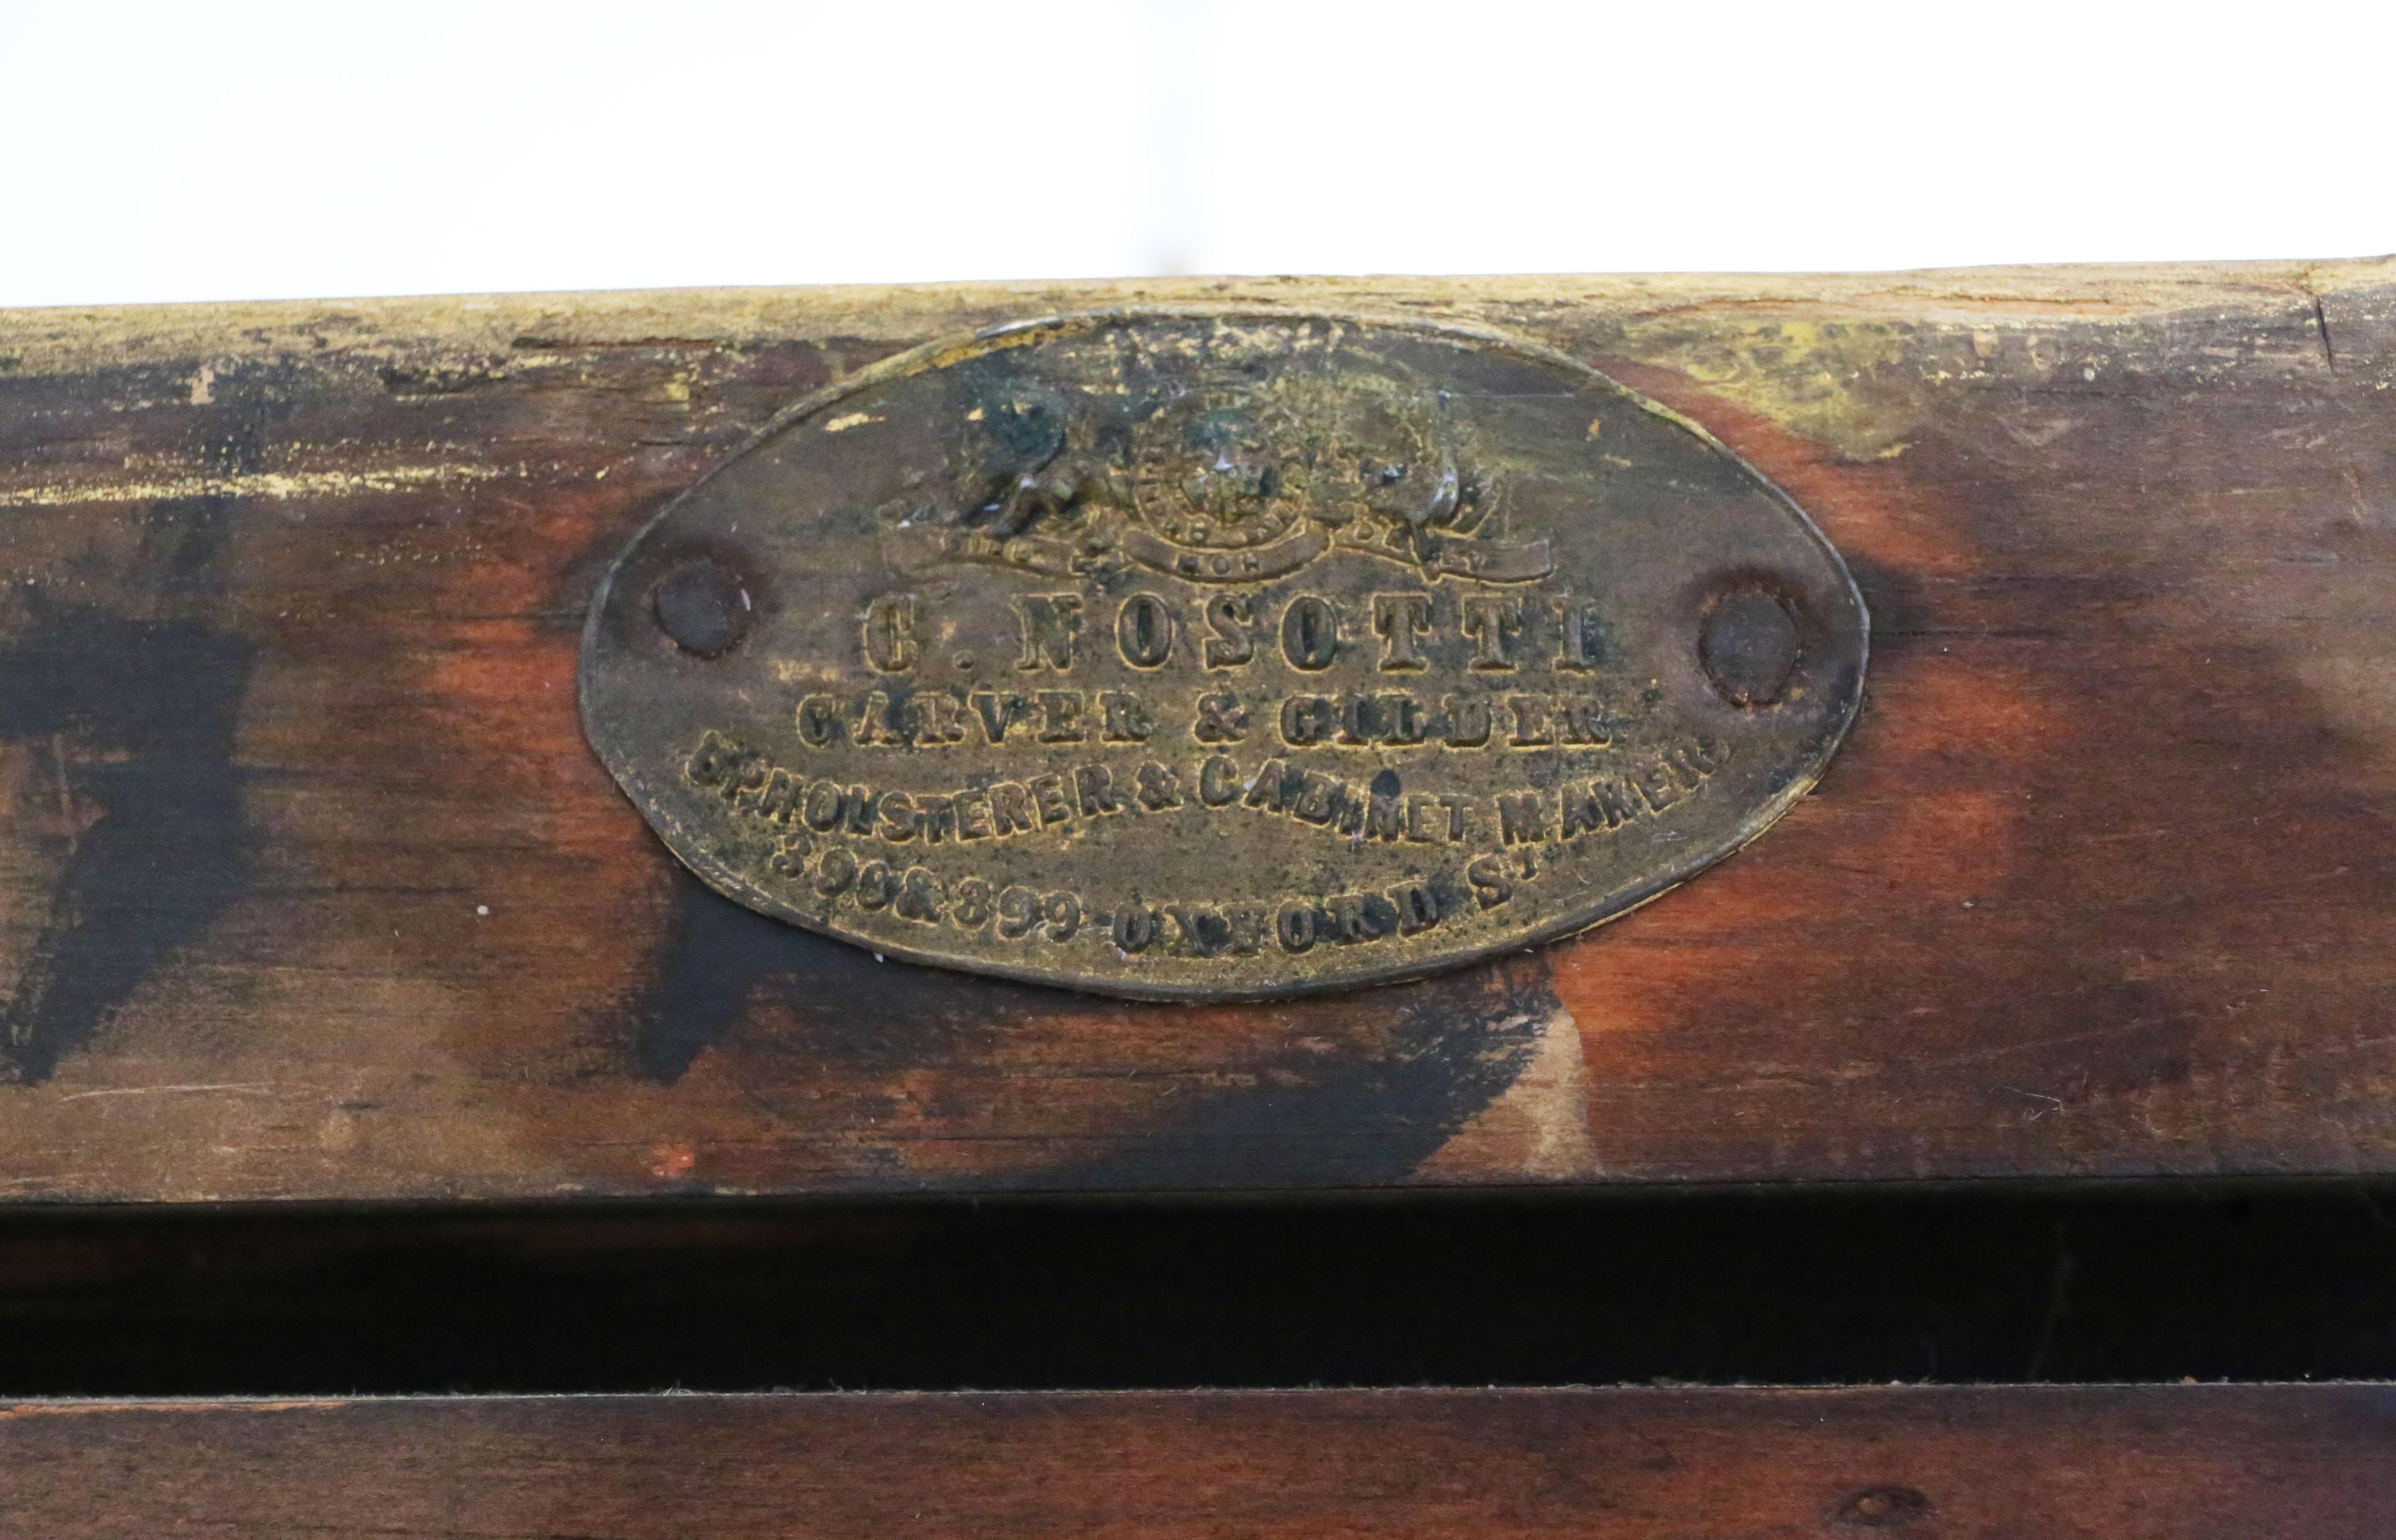 C. NOSOTTI
CARVER & GILDER
UPHOLSTERER & CABINET MAKER
398 & 399 OXFORD ST